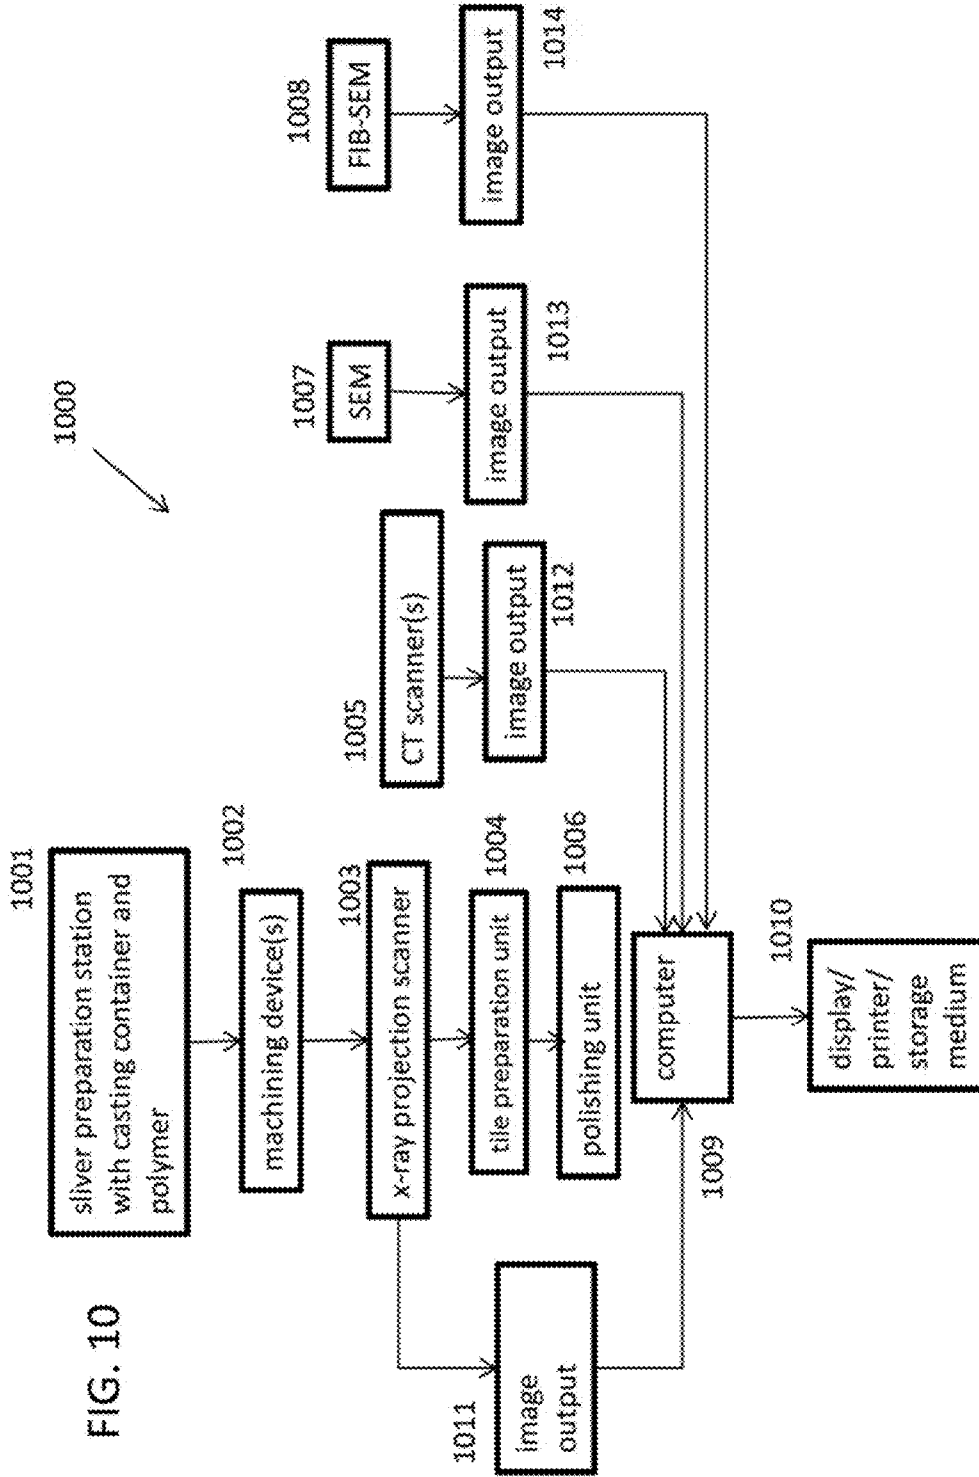 FIG. 10
1000
1001
sliver preparation station
with casting container and
polymer
1002
machining device(s)
1003
x-ray projection scanner
1004
tile preparation unit
1006
polishing unit
1011
image
output
1005
CT scanner(s)
image output
1012
1007
SEM
image output
1013
1008
FIB-SEM
image output
1014
computer
1009
1010
display/
printer/
storage
medium